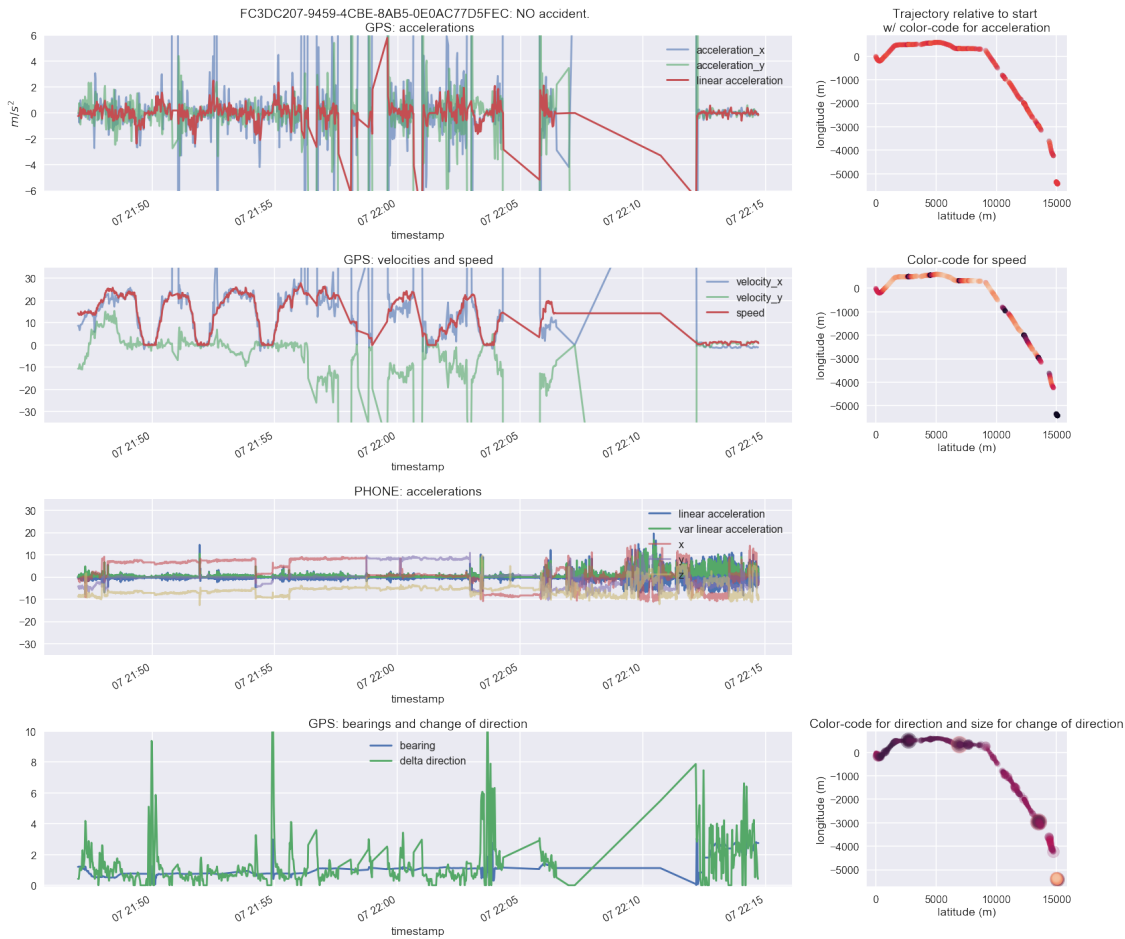 FC3DC207-9459-4CBE-8AB5-0E0AC77D5FEC: NO accident.
GPS: accelerations
6
4
2
0
−2
−4
−6
m/s²
acceleration_x
acceleration_y
linear acceleration
07 21:50
07 21:55
07 22:00
07 22:05
07 22:10
07 22:15
timestamp
Trajectory relative to start
w/ color-code for acceleration
0
−1000
−2000
−3000
−4000
−5000
longitude (m)
0
5000
10000
15000
latitude (m)
GPS: velocities and speed
30
20
10
0
−10
−20
−30
velocity_x
velocity_y
speed
07 21:50
07 21:55
07 22:00
07 22:05
07 22:10
07 22:15
timestamp
Color-code for speed
0
−1000
−2000
−3000
−4000
−5000
longitude (m)
0
5000
10000
15000
latitude (m)
PHONE: accelerations
30
20
10
0
−10
−20
−30
linear acceleration
var linear acceleration
x
y
z
07 21:50
07 21:55
07 22:00
07 22:05
07 22:10
07 22:15
timestamp
GPS: bearings and change of direction
10
8
6
4
2
0
bearing
delta direction
07 21:50
07 21:55
07 22:00
07 22:05
07 22:10
07 22:15
timestamp
Color-code for direction and size for change of direction
0
−1000
−2000
−3000
−4000
−5000
longitude (m)
0
5000
10000
15000
latitude (m)